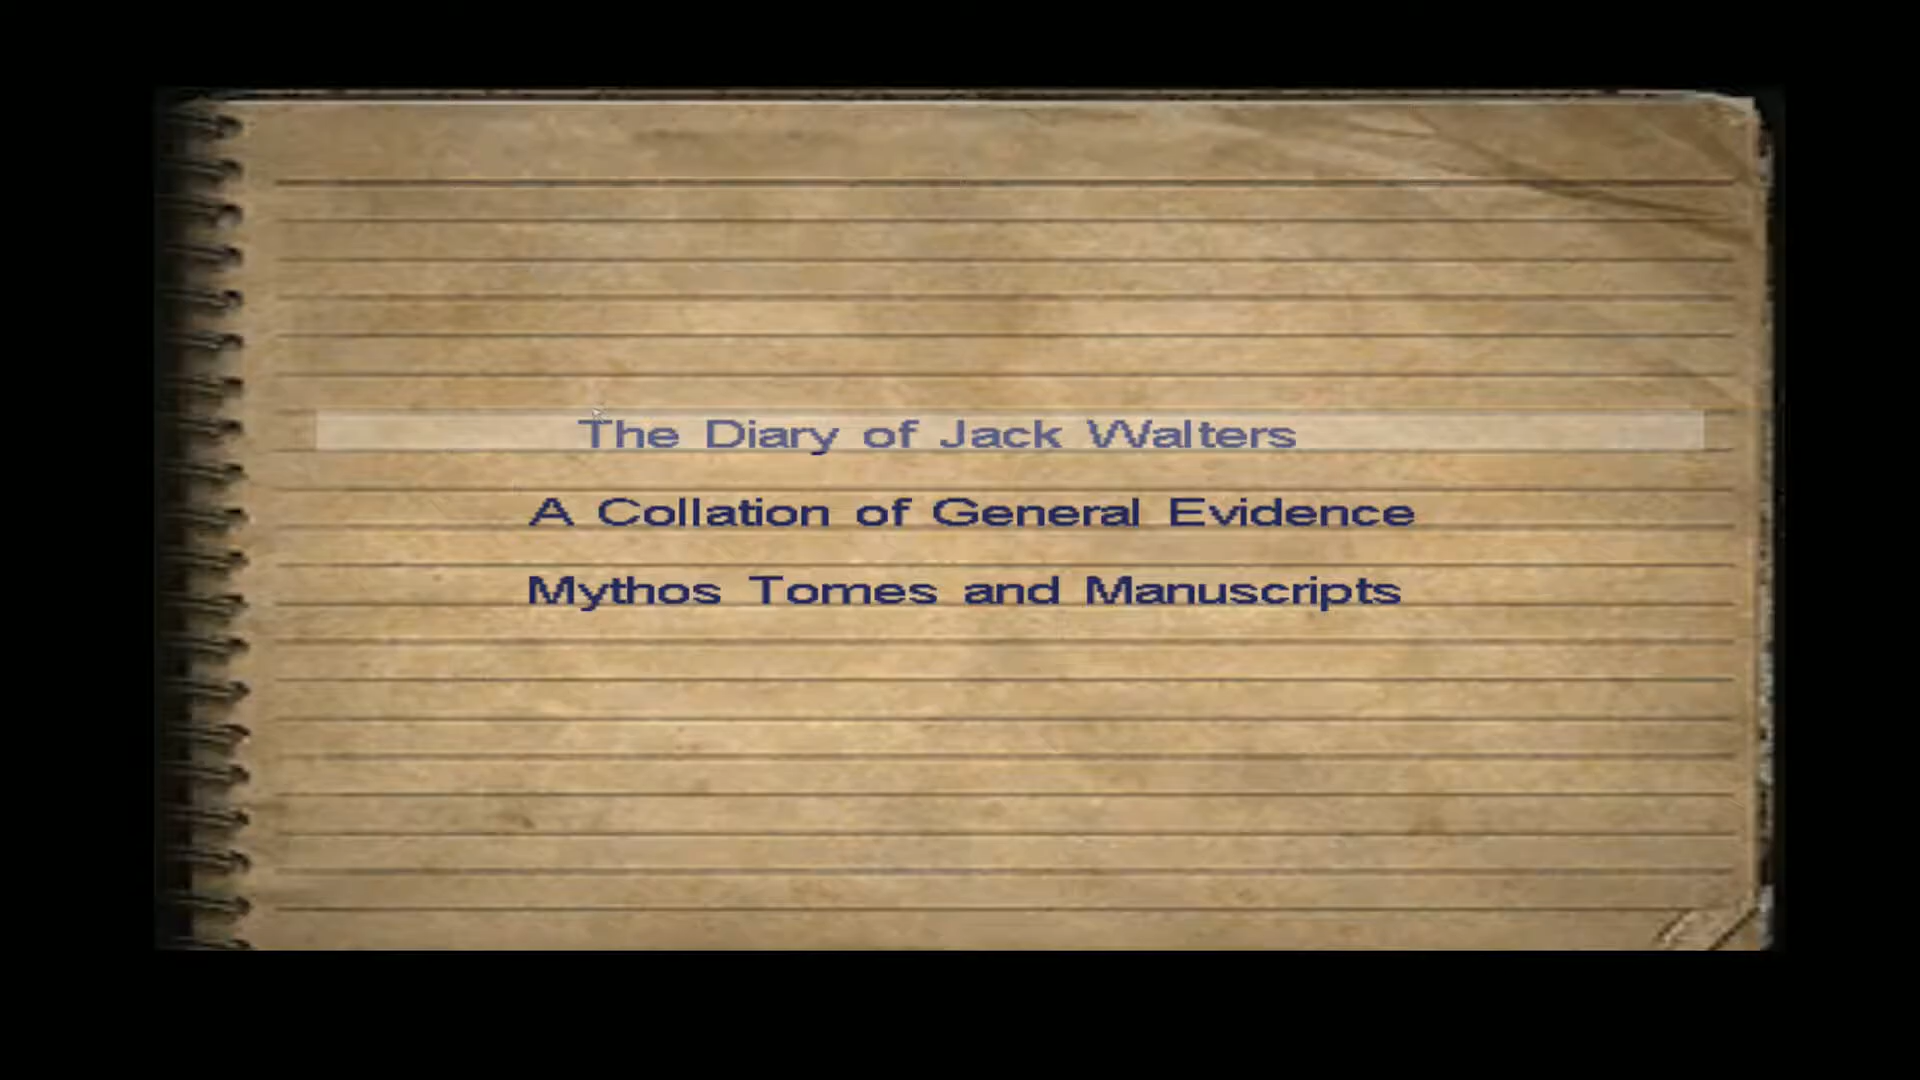 The Diary of Jack Walters
A Collation of General Evidence
Mythos Tomes and Manuscripts